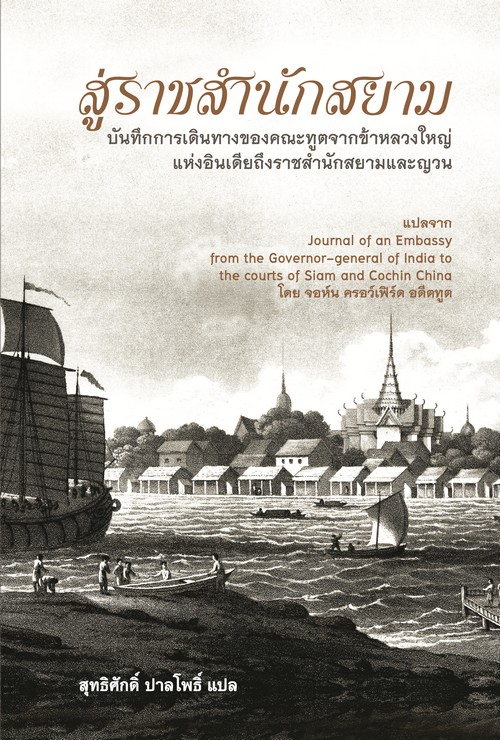 สู่ราชสำนักสยาม
บันทึกการเดินทางของคณะทูตจากข้าหลวงใหญ่
แห่งอินเดียถึงราชสำนักสยามและญวน
แปลจาก
Journal of an Embassy
from the Governor-general of India to
the courts of Siam and Cochin China
โดย จอห์น ครอว์เฟิร์ด อดีตทูต
สุทธิศักดิ์ ปาลโพธิ์ แปล